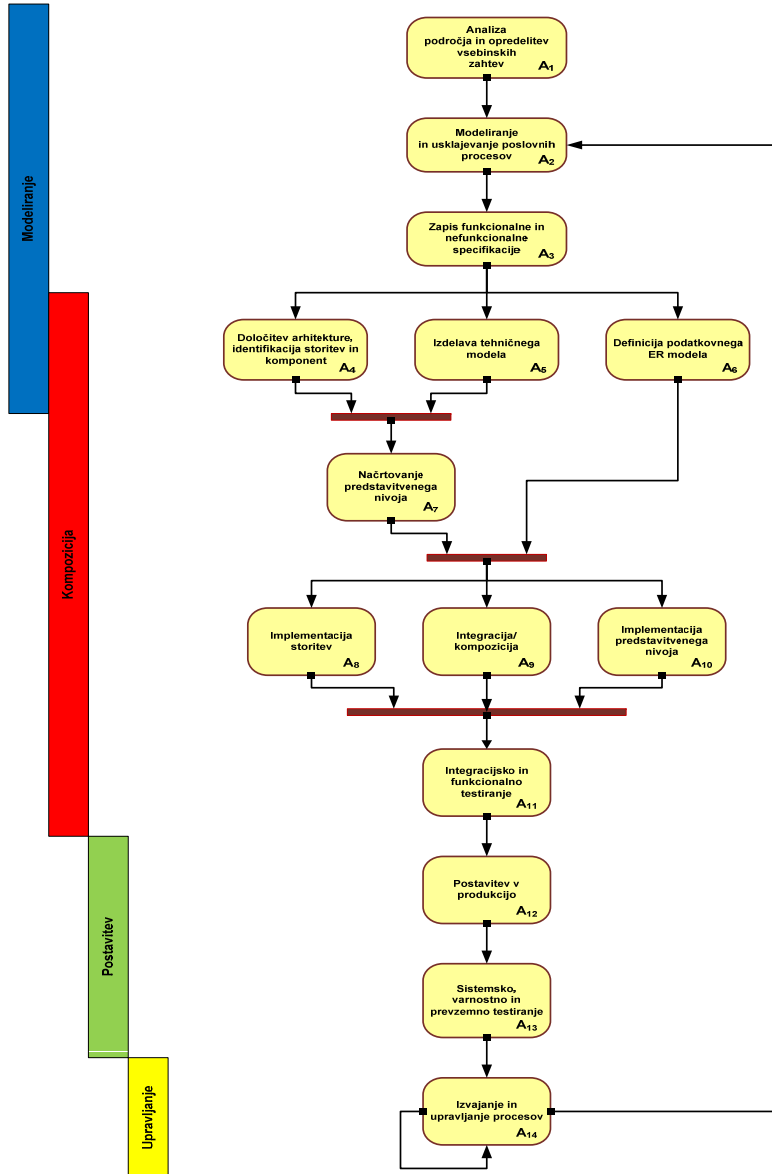 Analiza
področja in opredelitev
vsebinskih
zahtev
A1
Modeliranje
in usklajevanje poslovnih
procesov
A2
Zapis funkcionalne in
nefunkcionalne
specifikacije
A3
Določitev arhitekture,
identifikacija storitev in
komponent
A4
Izdelava tehničnega
modela
A5
Definicija podatkovnega
ER modela
A6
Načrtovanje
predstavitvenega
nivoja
A7
Implementacija
storitev
A8
Integracija/
kompozicija
A9
Implementacija
predstavitvenega
nivoja
A10
Integracijsko in
funkcionalno
testiranje
A11
Postavitev v
produkcijo
A12
Sistemsko,
varnostno in
prevzemno testiranje
A13
Izvajanje in
upravljanje procesov
A14
Modeliranje
Kompozicija
Postavitev
Upravljanje